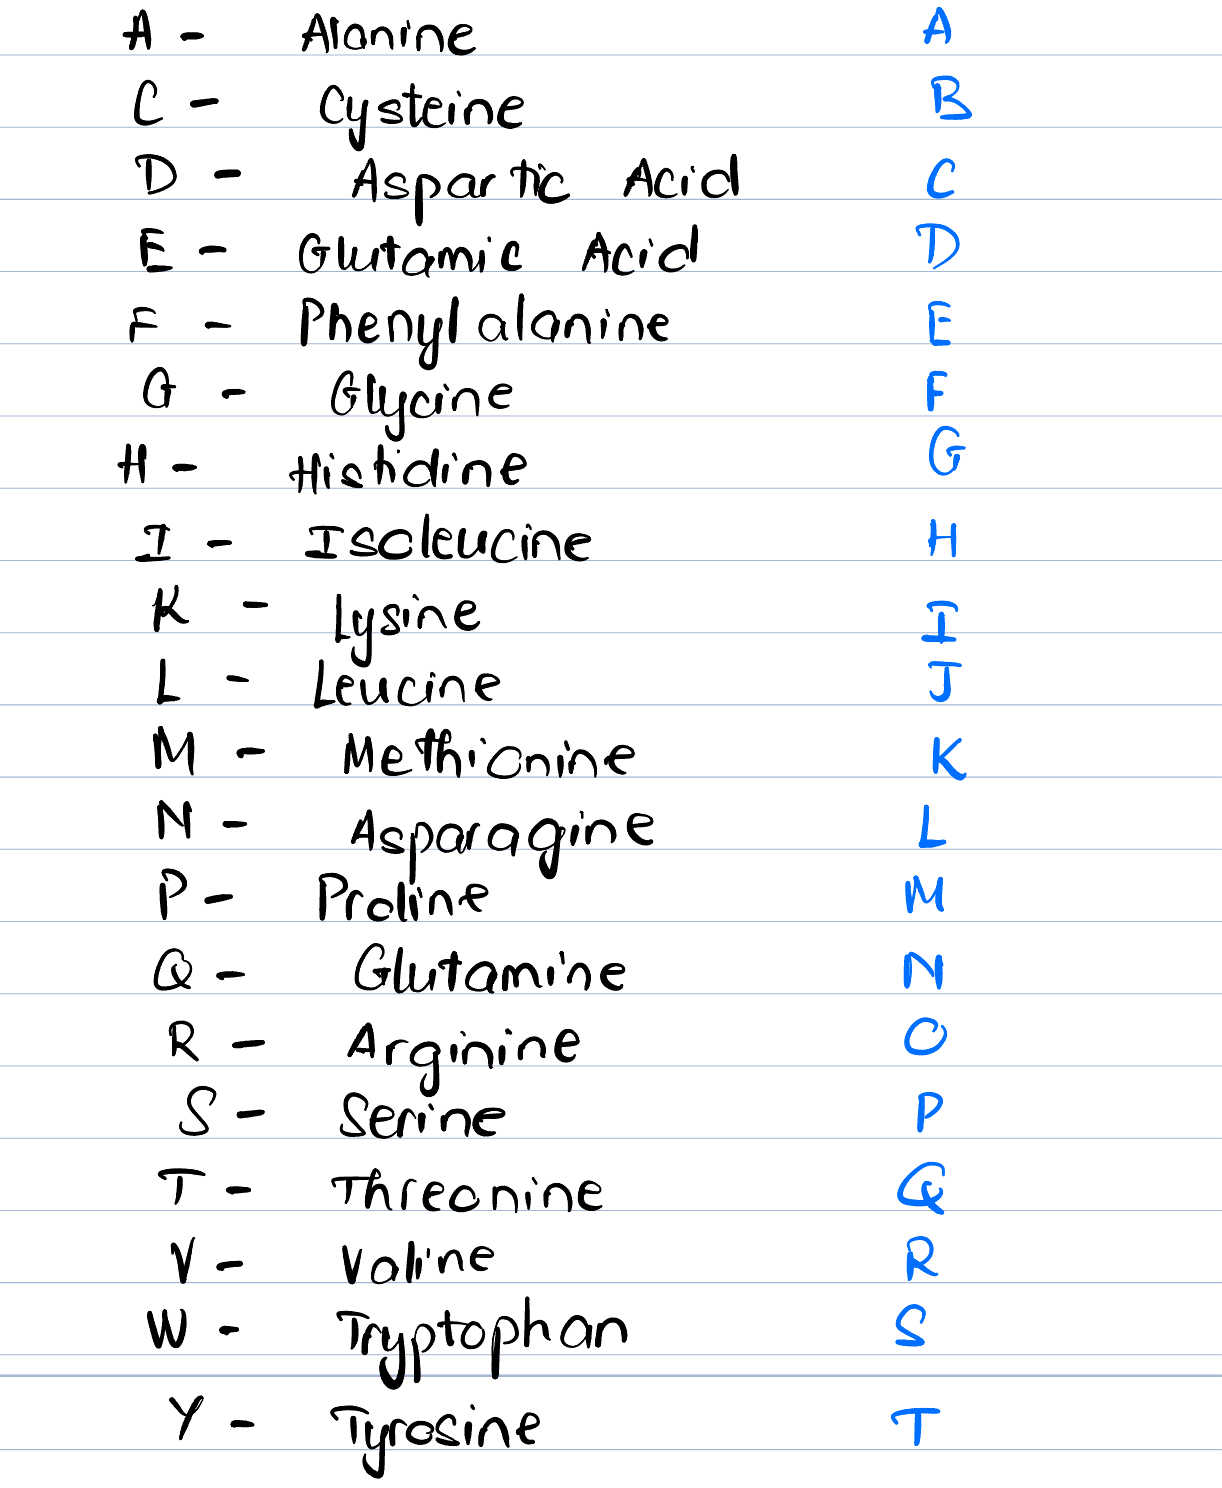 A - Alanine A
C - Cysteine B
D - Aspartic Acid C
E - Glutamic Acid D
F - Phenylalanine E
G - Glycine F
H - Histidine G
I - Isoleucine H
K - Lysine I
L - Leucine J
M - Methionine K
N - Asparagine L
P - Proline M
Q - Glutamine N
R - Arginine O
S - Serine P
T - Threonine Q
V - Valine R
W - Tryptophan S
Y - Tyrosine T